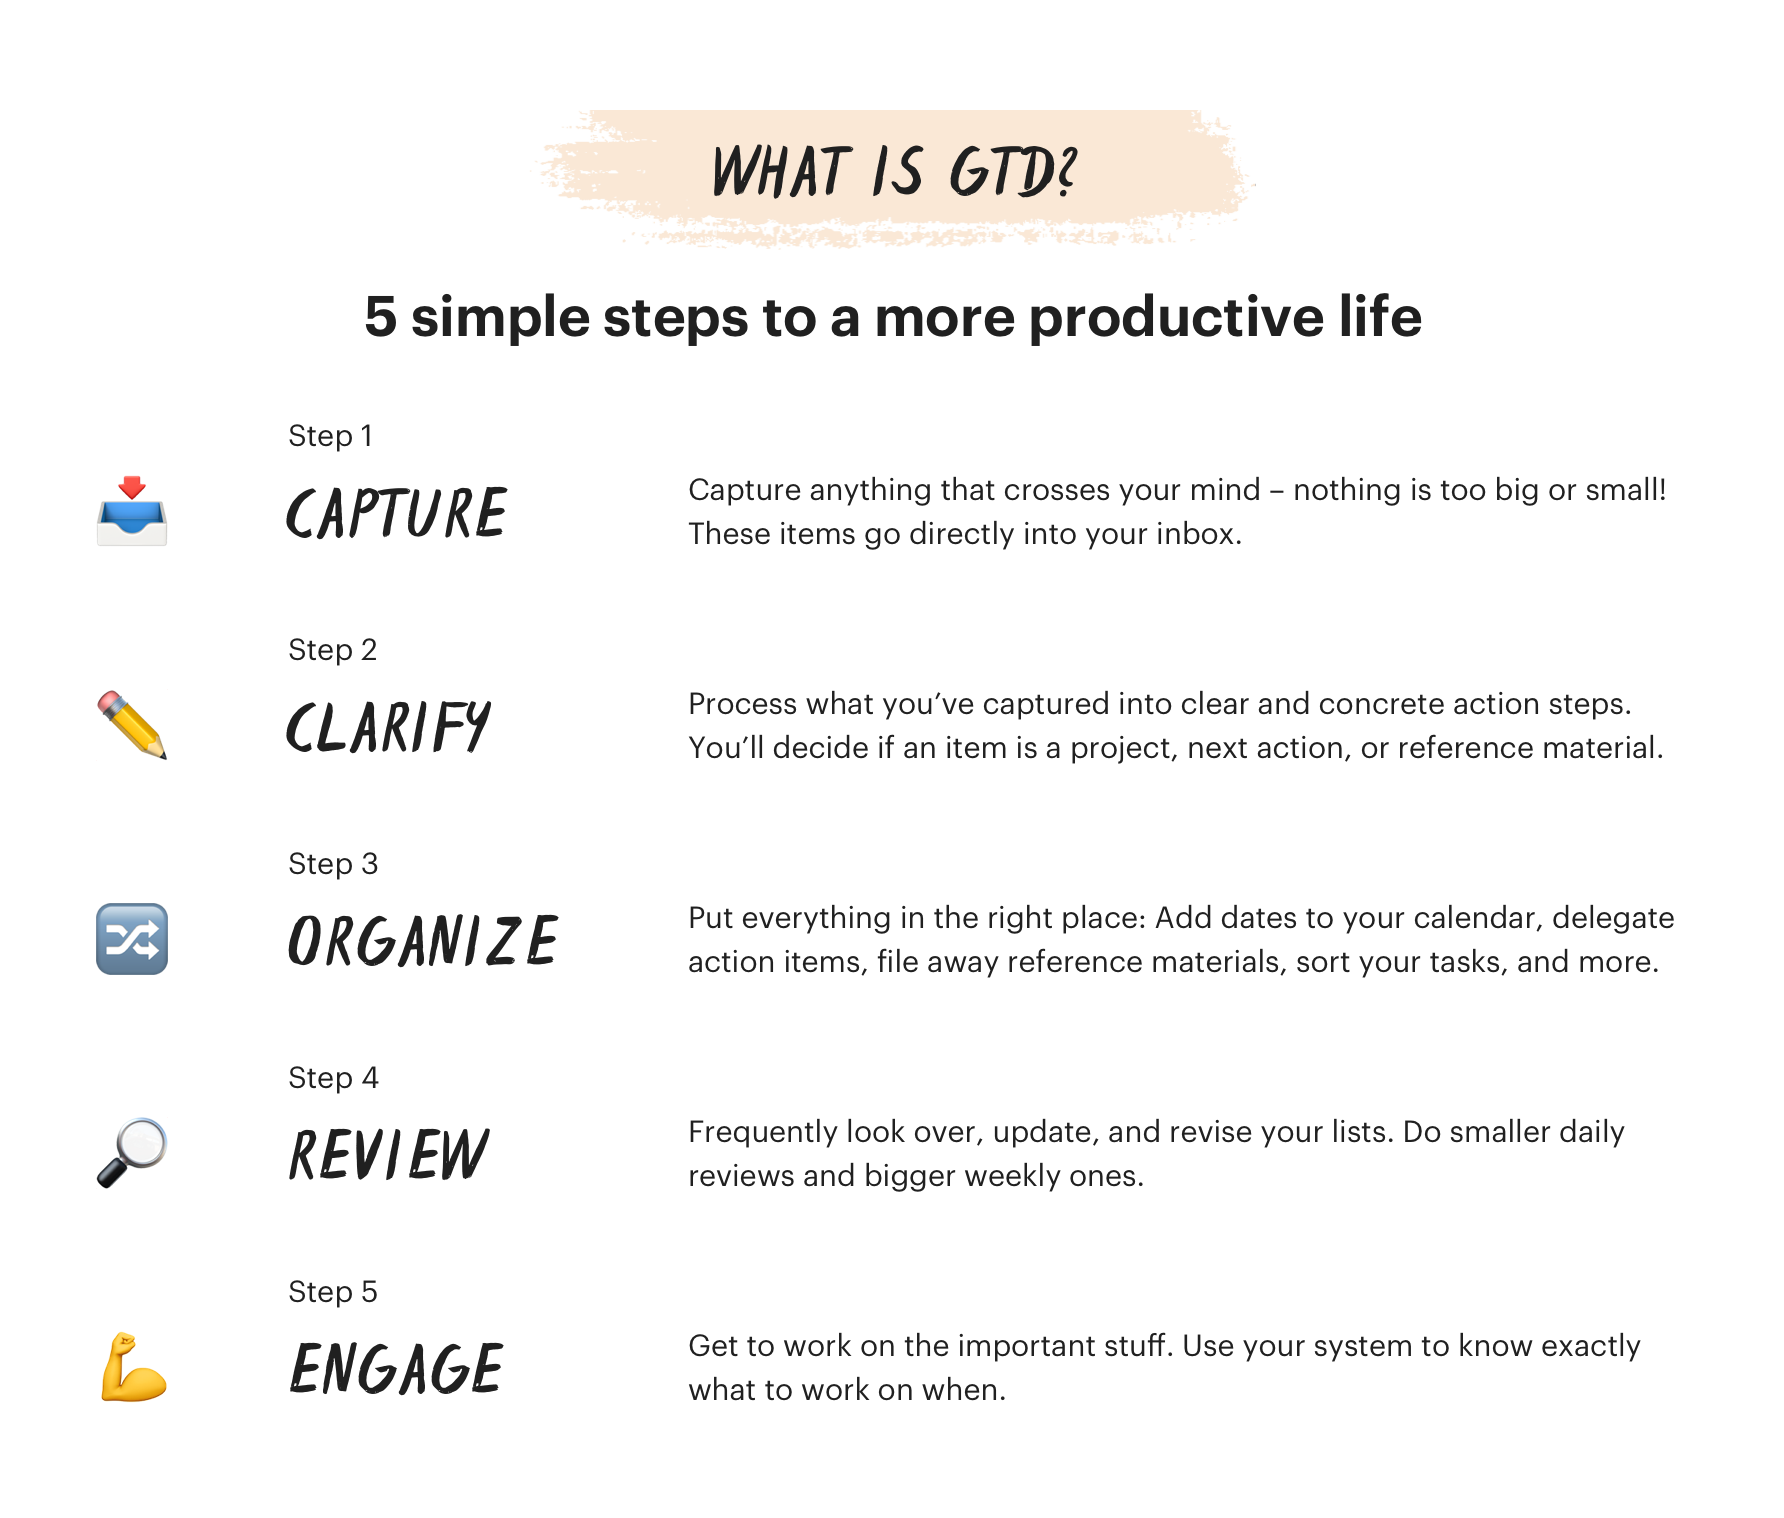 WHAT IS GTD?
5 simple steps to a more productive life
Step 1
CAPTURE
Capture anything that crosses your mind – nothing is too big or small!
These items go directly into your inbox.
Step 2
CLARIFY
Process what you’ve captured into clear and concrete action steps.
You’ll decide if an item is a project, next action, or reference material.
Step 3
ORGANIZE
Put everything in the right place: Add dates to your calendar, delegate
action items, file away reference materials, sort your tasks, and more.
Step 4
REVIEW
Frequently look over, update, and revise your lists. Do smaller daily
reviews and bigger weekly ones.
Step 5
ENGAGE
Get to work on the important stuff. Use your system to know exactly
what to work on when.